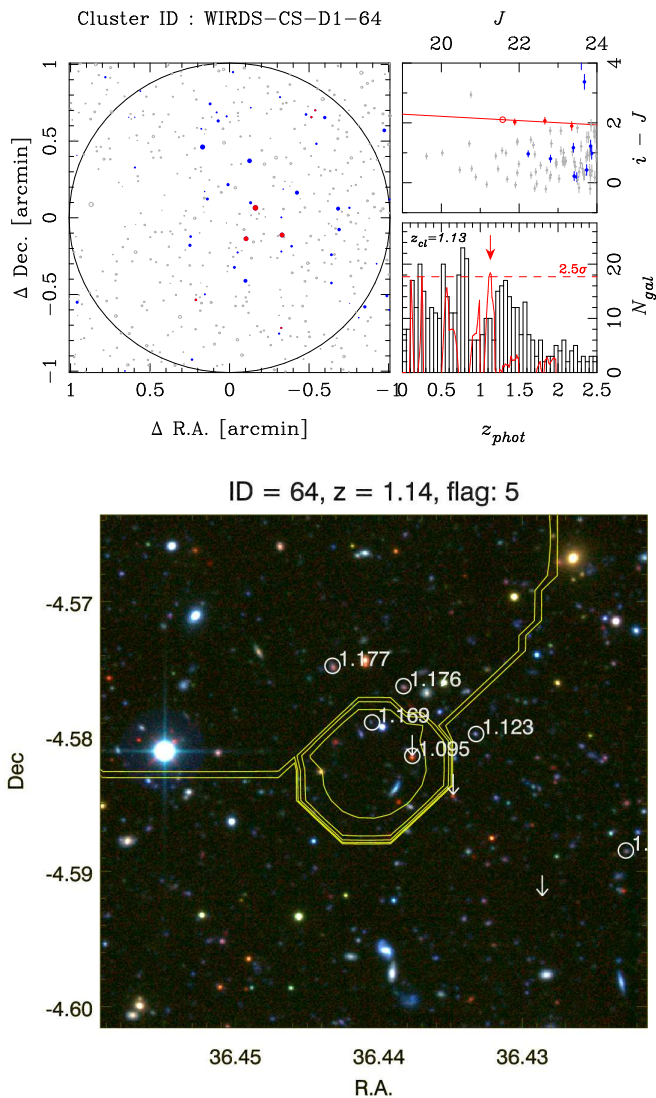 Cluster ID : WIRDS-CS-D1-64
J
20 22 24
1
0.5
0
−0.5
−1
Δ Dec. [arcmin]
1 0.5 0 −0.5 −1
Δ R.A. [arcmin]
4
2
0
i − J
z_cl=1.13
2.5σ
20
10
0
N_gal
0 0.5 1 1.5 2 2.5
z_phot
ID = 64, z = 1.14, flag: 5
-4.57
-4.58
-4.59
-4.60
Dec
1.177
1.176
1.169
1.123
1.095
1.
36.45 36.44 36.43
R.A.